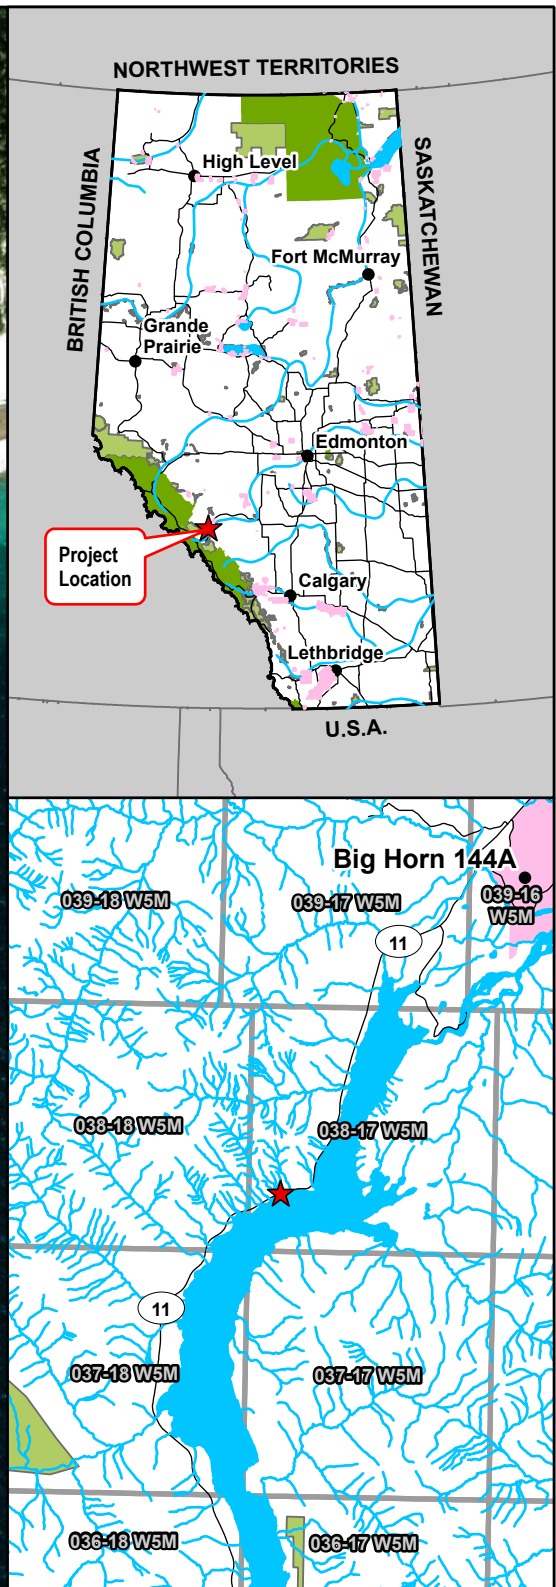 NORTHWEST TERRITORIES
BRITISH COLUMBIA
SASKATCHEWAN
High Level
Fort McMurray
Grande
Prairie
Edmonton
Project
Location
Calgary
Lethbridge
U.S.A.
Big Horn 144A
039-18 W5M
039-17 W5M
039-16
W5M
11
038-18 W5M
038-17 W5M
11
037-18 W5M
037-17 W5M
036-18 W5M
036-17 W5M